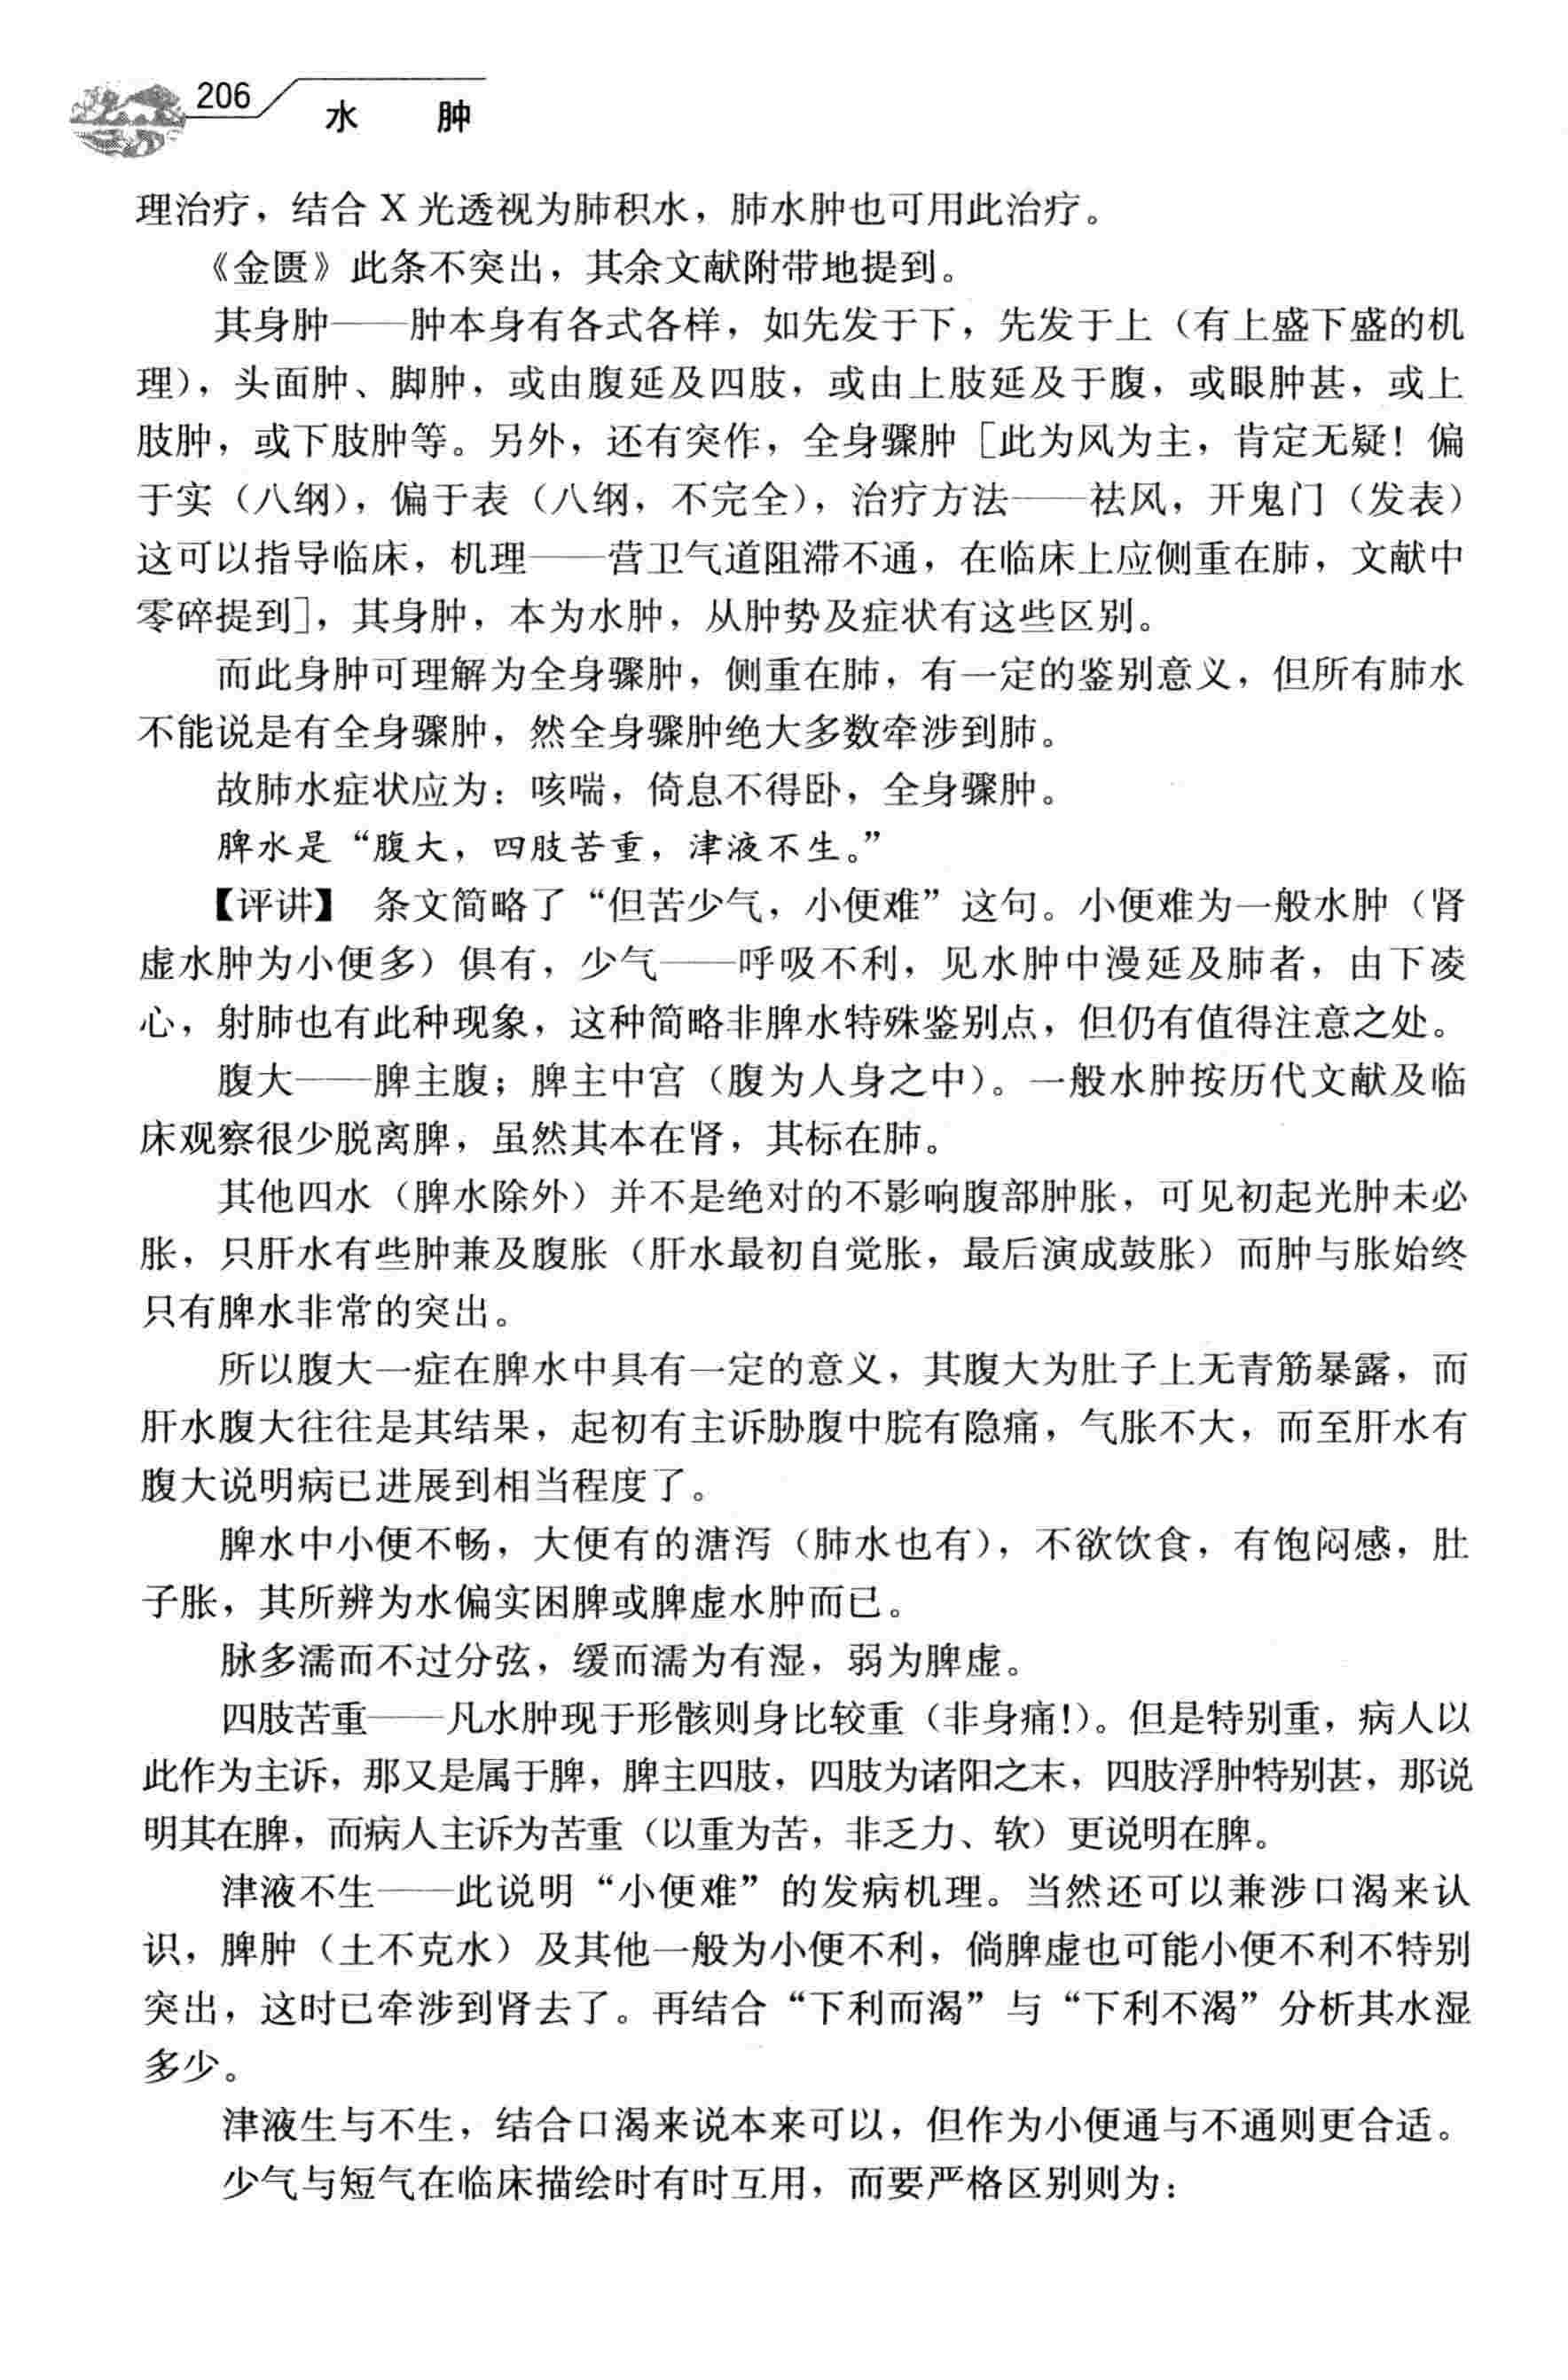 206
水 肿
理治疗，结合 X 光透视为肺积水，肺水肿也可用此治疗。
《金匮》此条不突出，其余文献附带地提到。
其身肿——肿本身有各式各样，如先发于下，先发于上（有上盛下盛的机
理），头面肿、脚肿，或由腹延及四肢，或由上肢延及于腹，或眼肿甚，或上
肢肿，或下肢肿等。另外，还有突作，全身骤肿［此为风为主，肯定无疑！偏
于实（八纲），偏于表（八纲，不完全），治疗方法——祛风，开鬼门（发表）
这可以指导临床，机理——营卫气道阻滞不通，在临床上应侧重在肺，文献中
零碎提到］，其身肿，本为水肿，从肿势及症状有这些区别。
而此身肿可理解为全身骤肿，侧重在肺，有一定的鉴别意义，但所有肺水
不能说是有全身骤肿，然全身骤肿绝大多数牵涉到肺。
故肺水症状应为：咳喘，倚息不得卧，全身骤肿。
脾水是“腹大，四肢苦重，津液不生。”
【评讲】 条文简略了“但苦少气，小便难”这句。小便难为一般水肿（肾
虚水肿为小便多）俱有，少气——呼吸不利，见水肿中漫延及肺者，由下凌
心，射肺也有此种现象，这种简略非脾水特殊鉴别点，但仍有值得注意之处。
腹大——脾主腹；脾主中宫（腹为人身之中）。一般水肿按历代文献及临
床观察很少脱离脾，虽然其本在肾，其标在肺。
其他四水（脾水除外）并不是绝对的不影响腹部肿胀，可见初起光肿未必
胀，只肝水有些肿兼及腹胀（肝水最初自觉胀，最后演成鼓胀）而肿与胀始终
只有脾水非常的突出。
所以腹大一症在脾水中具有一定的意义，其腹大为肚子上无青筋暴露，而
肝水腹大往往是其结果，起初有主诉胁腹中脘有隐痛，气胀不大，而至肝水有
腹大说明病已进展到相当程度了。
脾水中小便不畅，大便有的溏泻（肺水也有），不欲饮食，有饱闷感，肚
子胀，其所辨为水偏实困脾或脾虚水肿而已。
脉多濡而不过分弦，缓而濡为有湿，弱为脾虚。
四肢苦重——凡水肿现于形骸则身比较重（非身痛！）。但是特别重，病人以
此作为主诉，那又是属于脾，脾主四肢，四肢为诸阳之末，四肢浮肿特别甚，那说
明其在脾，而病人主诉为苦重（以重为苦，非乏力、软）更说明在脾。
津液不生——此说明“小便难”的发病机理。当然还可以兼涉口渴来认
识，脾肿（土不克水）及其他一般为小便不利，倘脾虚也可能小便不利不特别
突出，这时已牵涉到肾去了。再结合“下利而渴”与“下利不渴”分析其水湿
多少。
津液生与不生，结合口渴来说本来可以，但作为小便通与不通则更合适。
少气与短气在临床描绘时有时互用，而要严格区别则为：